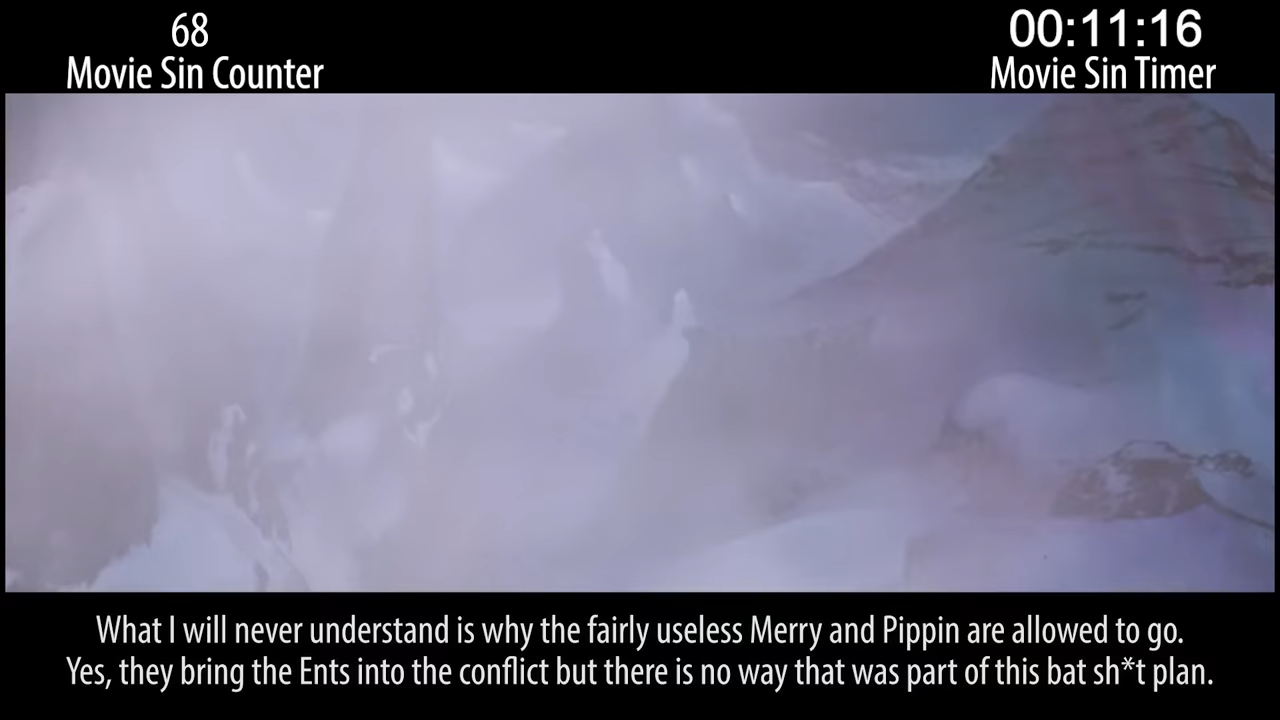 68
Movie Sin Counter
00:11:16
Movie Sin Timer
What I will never understand is why the fairly useless Merry and Pippin are allowed to go.
Yes, they bring the Ents into the conflict but there is no way that was part of this bat sh*t plan.